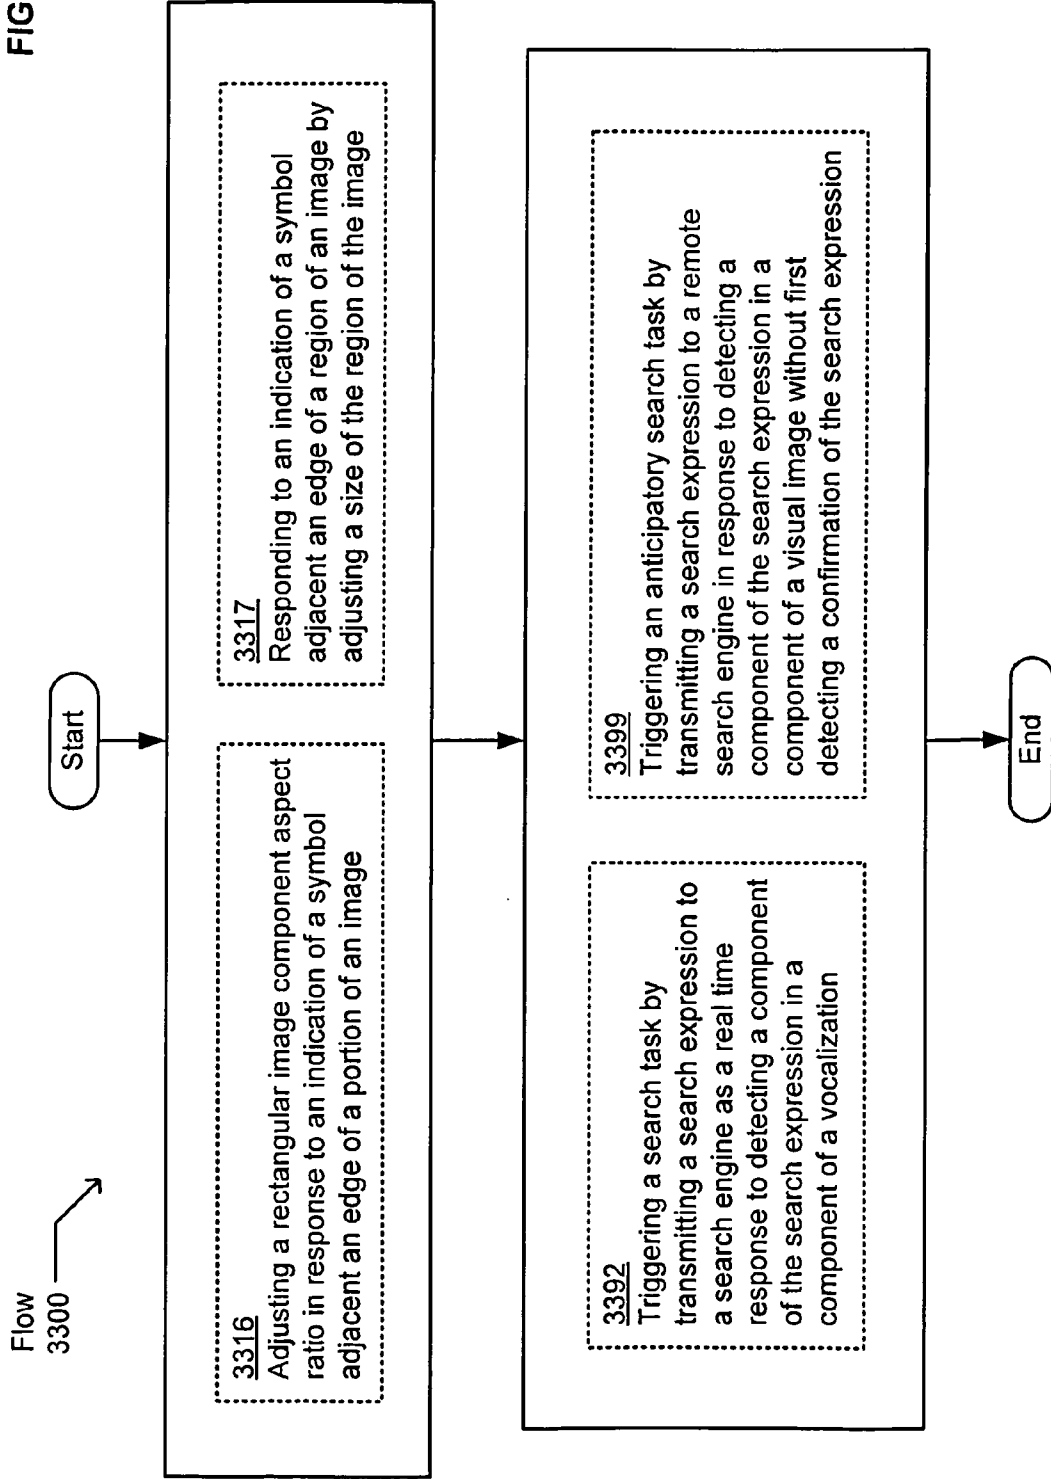 FIG
Flow
3300
Start
3316
Adjusting a rectangular image component aspect
ratio in response to an indication of a symbol
adjacent an edge of a portion of an image
3317
Responding to an indication of a symbol
adjacent an edge of a region of an image by
adjusting a size of the region of the image
3392
Triggering a search task by
transmitting a search expression to
a search engine as a real time
response to detecting a component
of the search expression in a
component of a vocalization
3399
Triggering an anticipatory search task by
transmitting a search expression to a remote
search engine in response to detecting a
component of the search expression in a
component of a visual image without first
detecting a confirmation of the search expression
End